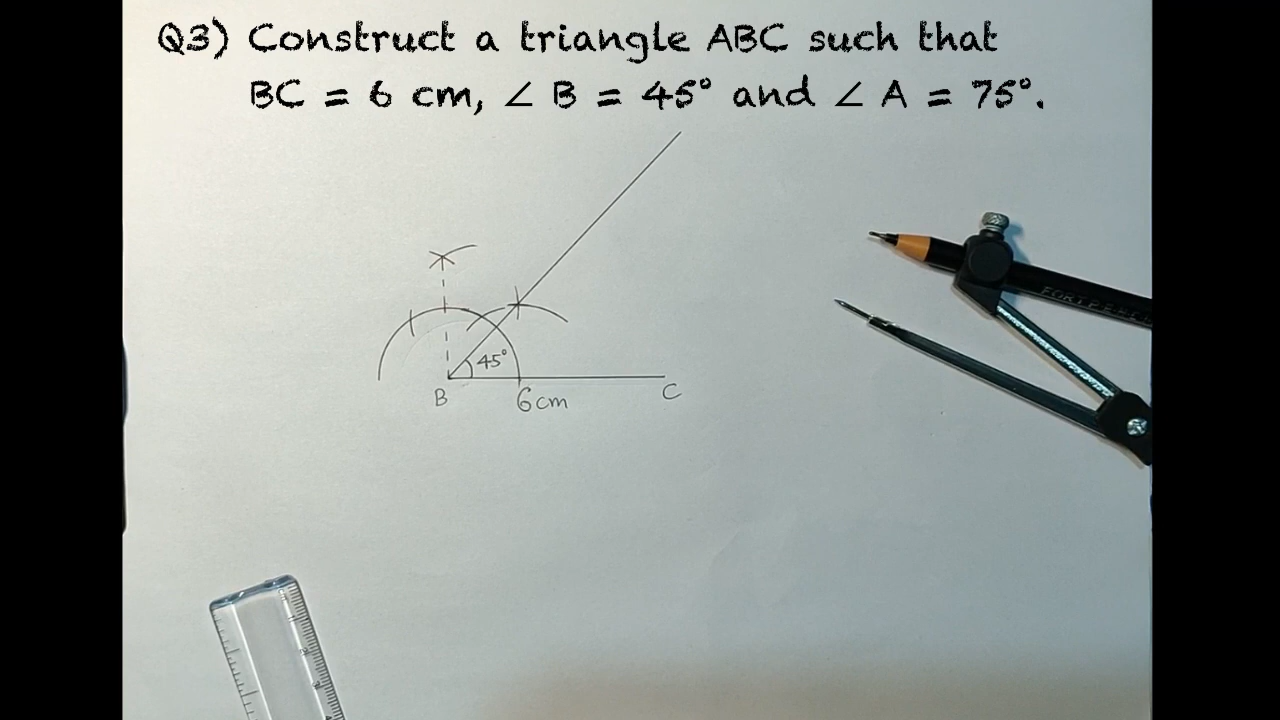 Q3) Construct a triangle ABC such that
BC = 6 cm, ∠ B = 45° and ∠ A = 75°.
45°
B 6cm C